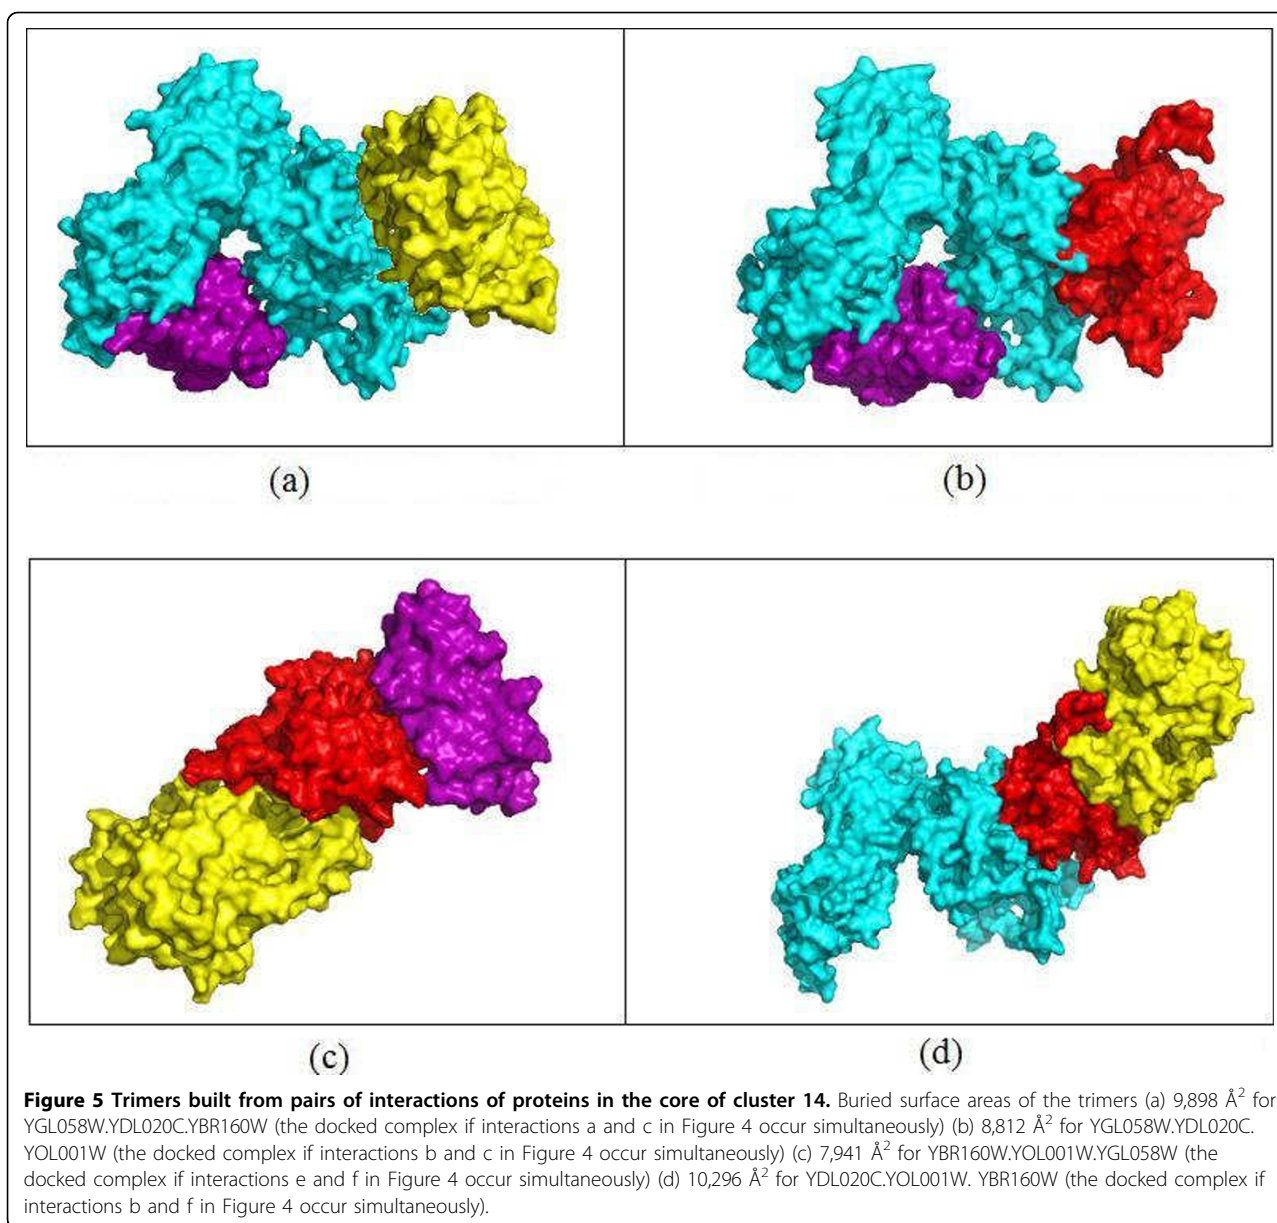 (a)
(b)
(c)
(d)
Figure 5 Trimers built from pairs of interactions of proteins in the core of cluster 14. Buried surface areas of the trimers (a) 9,898 Å² for
YGL058W.YDL020C.YBR160W (the docked complex if interactions a and c in Figure 4 occur simultaneously) (b) 8,812 Å² for YGL058W.YDL020C.
YOL001W (the docked complex if interactions b and c in Figure 4 occur simultaneously) (c) 7,941 Å² for YBR160W.YOL001W.YGL058W (the
docked complex if interactions e and f in Figure 4 occur simultaneously) (d) 10,296 Å² for YDL020C.YOL001W. YBR160W (the docked complex if
interactions b and f in Figure 4 occur simultaneously).